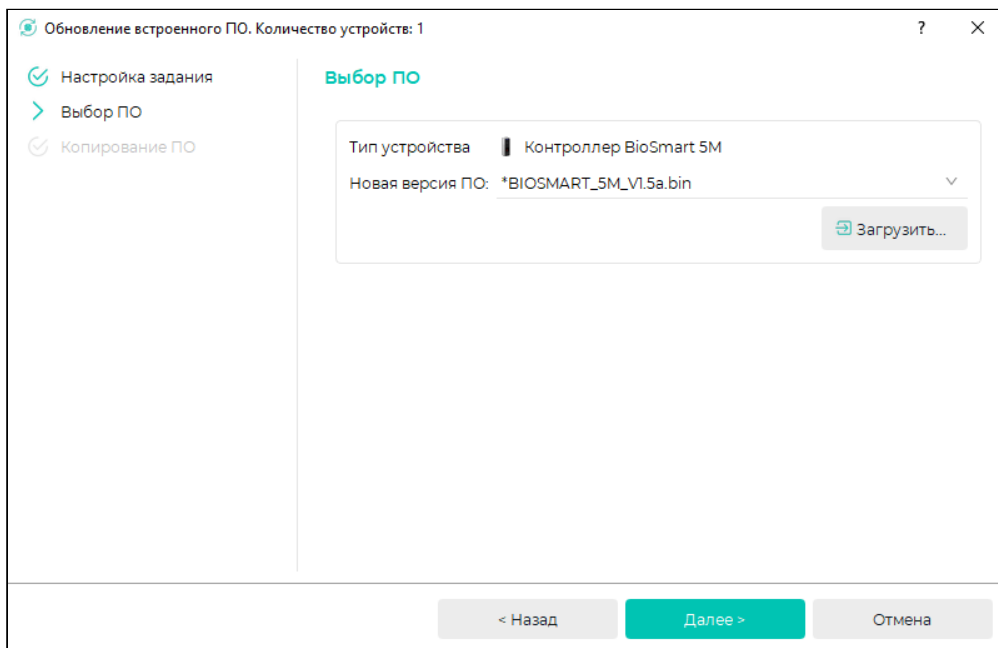 Обновление встроенного ПО. Количество устройств: 1
?
Настройка задания
Выбор ПО
Копирование ПО
Выбор ПО
Тип устройства Контроллер BioSmart 5M
Новая версия ПО: *BIOSMART_5M_V1.5a.bin
Загрузить...
< Назад Далее > Отмена